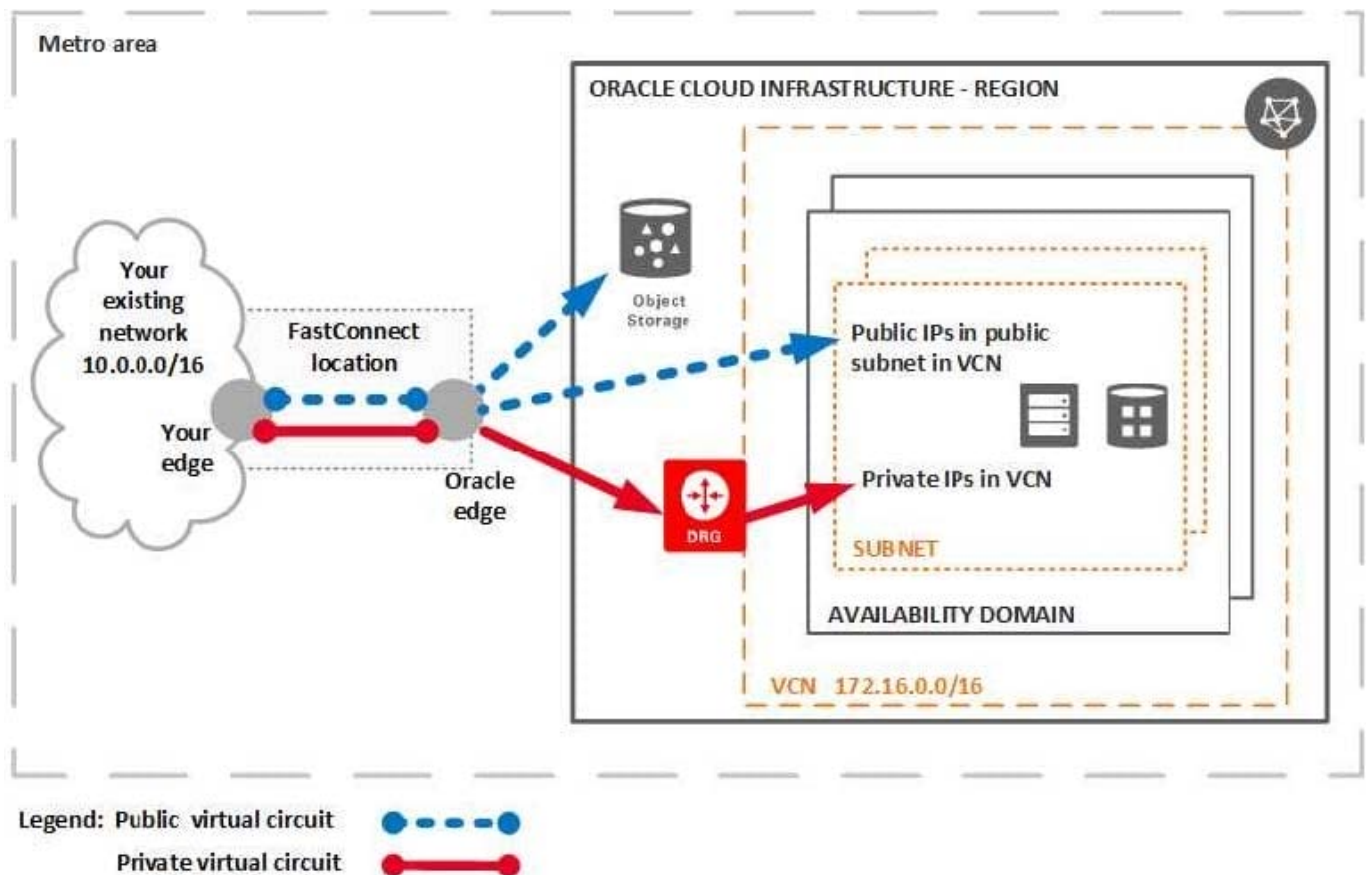 Metro area
ORACLE CLOUD INFRASTRUCTURE - REGION
Your
existing
network
10.0.0.0/16
FastConnect
location
Your
edge
Oracle
edge
Object
Storage
Public IPs in public
subnet in VCN
DRG
Private IPs in VCN
SUBNET
AVAILABILITY DOMAIN
VCN 172.16.0.0/16
Legend: Public virtual circuit
Private virtual circuit